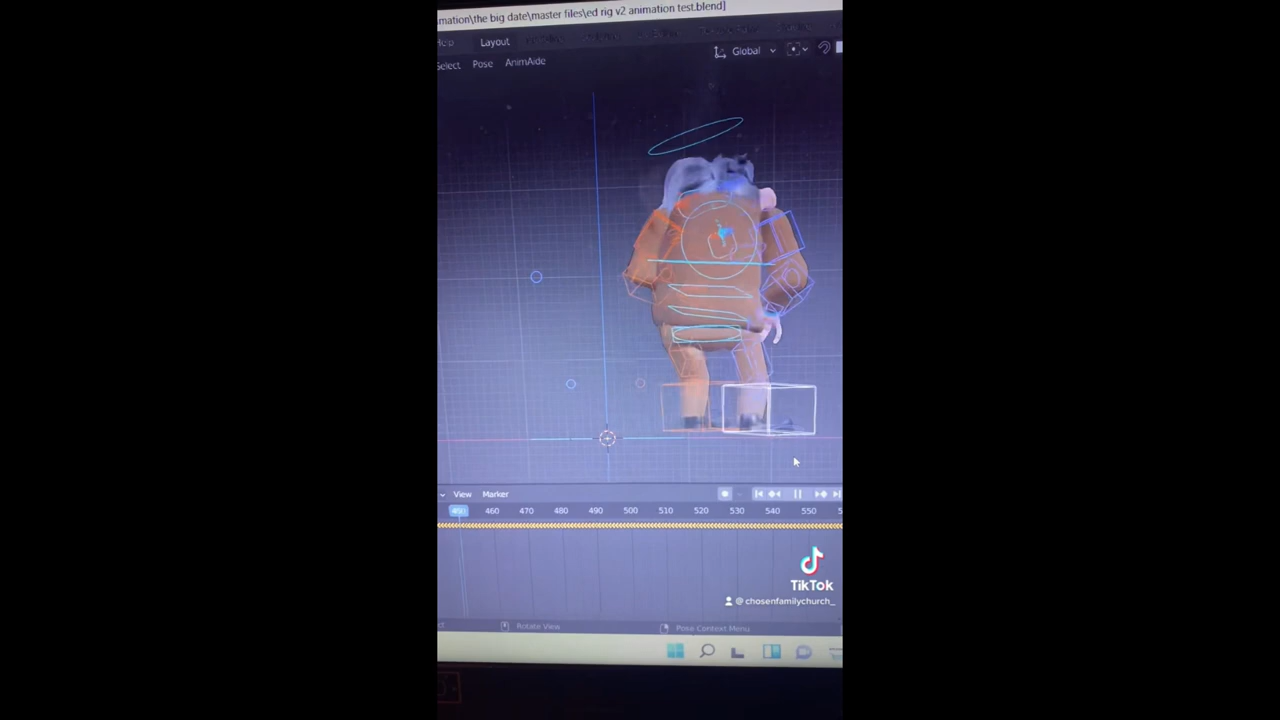 mation\the big date\master files\ed rig v2 animation test.blend]
Help Layout
Global
Select Pose AnimAide
View Marker
460 470 480 490 500 510 520 530 540 550
TikTok
@chosenfamilychurch_
Rotate View Pose Context Menu